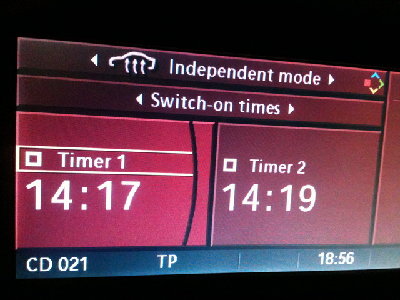 Independent mode
Switch-on times
Timer 1
Timer 2
14:17
14:19
CD 021 TP 18:56